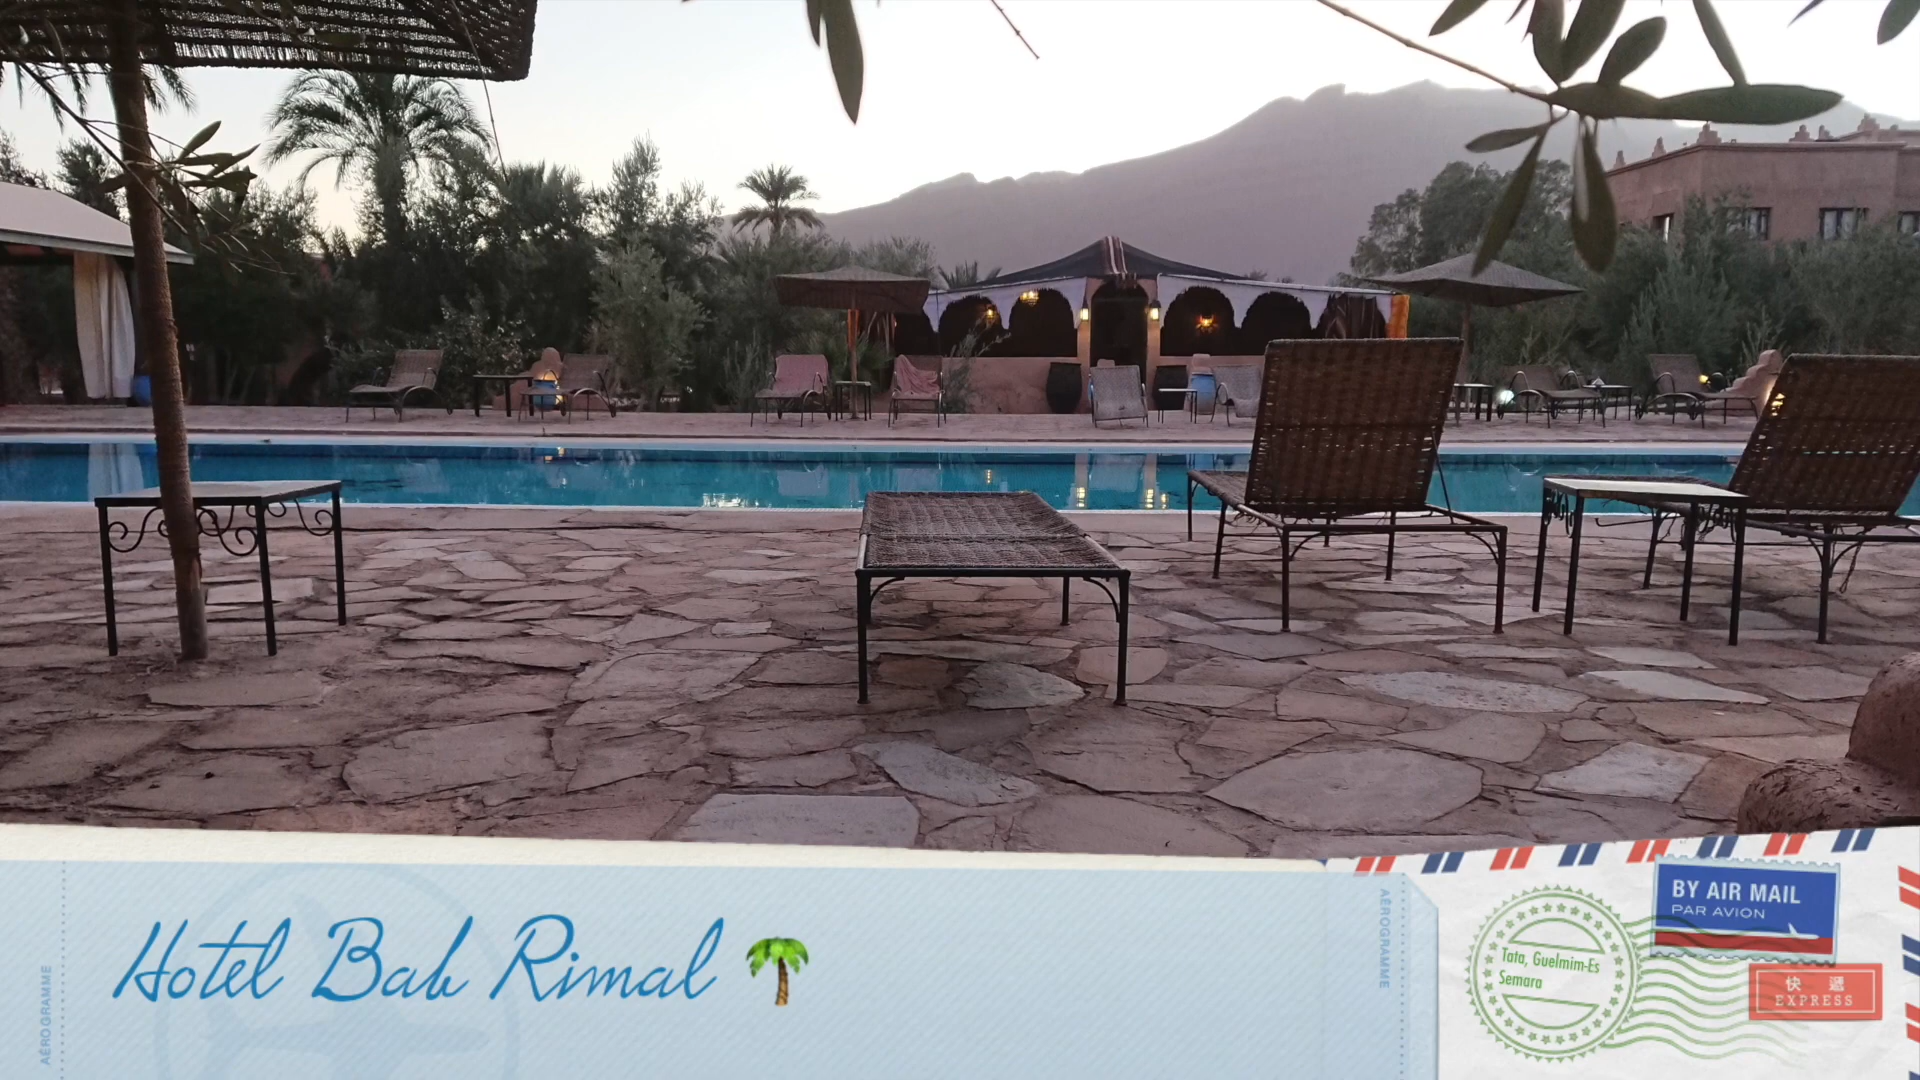 Hotel Bab Rimal 🌴
AÉROGRAMME
AÉROGRAMME
BY AIR MAIL
PAR AVION
Tata, Guelmim-Es
Semara
快 遞
EXPRESS